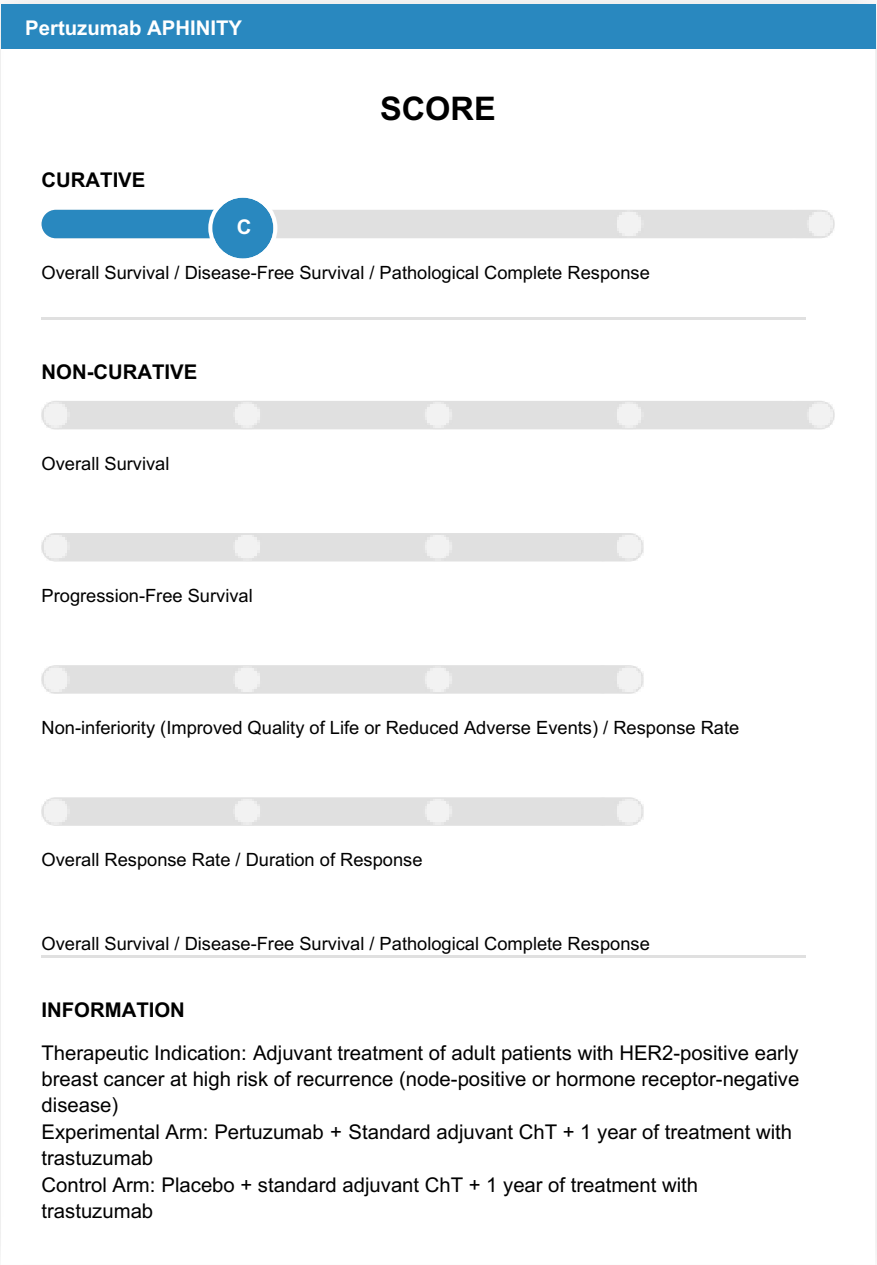 Pertuzumab APHINITY
SCORE
CURATIVE
C
Overall Survival / Disease-Free Survival / Pathological Complete Response
NON-CURATIVE
Overall Survival
Progression-Free Survival
Non-inferiority (Improved Quality of Life or Reduced Adverse Events) / Response Rate
Overall Response Rate / Duration of Response
Overall Survival / Disease-Free Survival / Pathological Complete Response
INFORMATION
Therapeutic Indication: Adjuvant treatment of adult patients with HER2-positive early
breast cancer at high risk of recurrence (node-positive or hormone receptor-negative
disease)
Experimental Arm: Pertuzumab + Standard adjuvant ChT + 1 year of treatment with
trastuzumab
Control Arm: Placebo + standard adjuvant ChT + 1 year of treatment with
trastuzumab